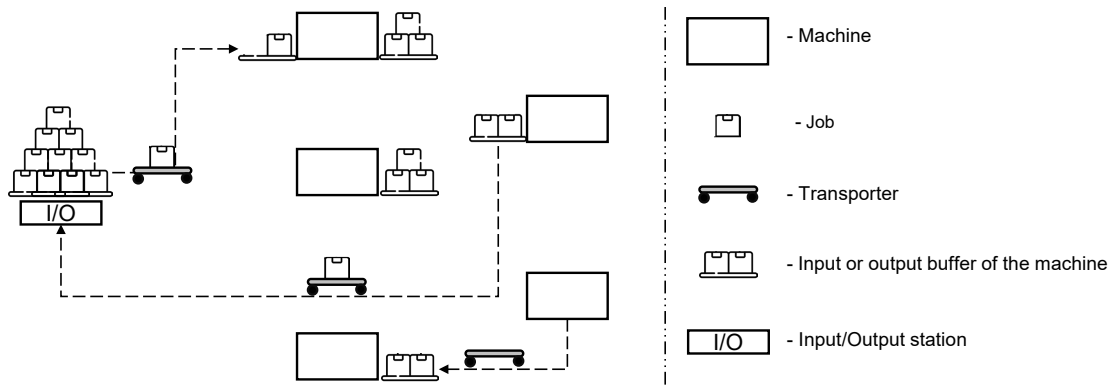 I/O
- Machine
- Job
- Transporter
- Input or output buffer of the machine
I/O
- Input/Output station